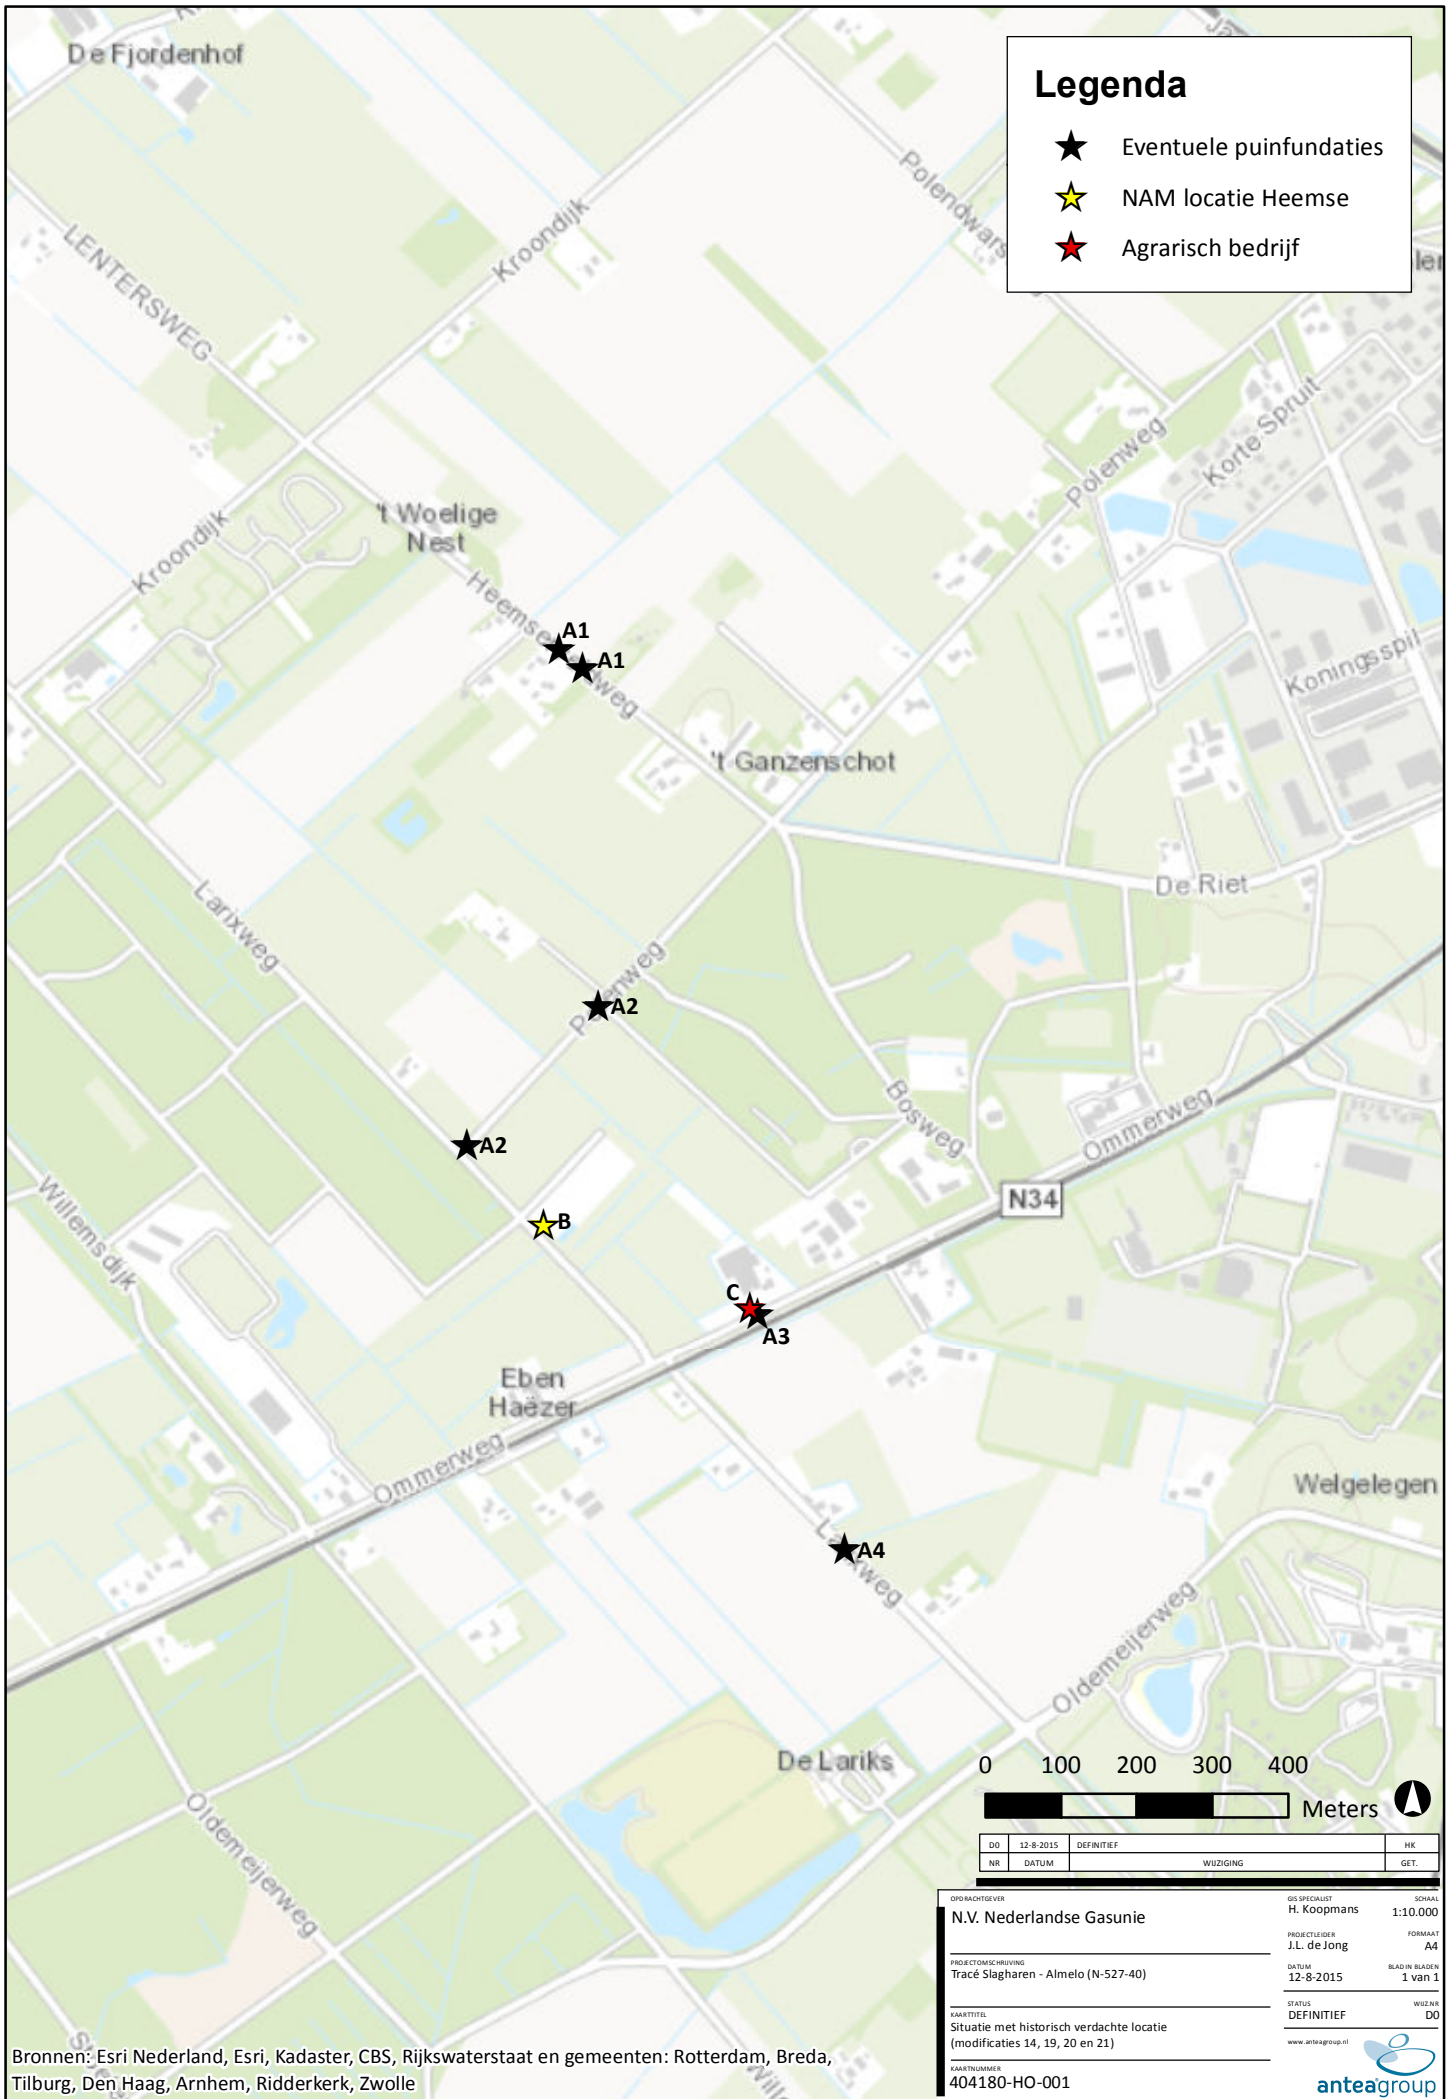 De Fjordenhof
Legenda
Eventuele puinfundaties
NAM locatie Heemse
Agrarisch bedrijf
Kroondijk
LENTERSWEG
Polenweg
Korte Spruit
't Woelige
Nest
Kroondijk
A1
A1
Koningsspil
't Ganzenschot
De Riet
Larixweg
A2
Bosweg
Ommerweg
A2
N34
Willemsdijk
B
C
A3
Eben
Haëzer
Ommerweg
Welgelegen
A4
Oldemeijerweg
De Lariks
Oldemeijerweg
0 100 200 300 400
Meters
D0 12-8-2015 DEFINITIEF HK
NR DATUM WIJZIGING GET.
OPDRACHTGEVER
N.V. Nederlandse Gasunie
GIS SPECIALIST
H. Koopmans
SCHAAL
1:10.000
PROJECTLEIDER
J.L. de Jong
FORMAAT
A4
PROJECTOMSCHRIJVING
Tracé Slagharen - Almelo (N-527-40)
DATUM
12-8-2015
BLAD IN BLADEN
1 van 1
STATUS
DEFINITIEF
WIJZ.NR
D0
KAARTTITEL
Situatie met historisch verdachte locatie
(modificaties 14, 19, 20 en 21)
www.anteagroup.nl
KAARTNUMMER
404180-HO-001
anteagroup
Bronnen: Esri Nederland, Esri, Kadaster, CBS, Rijkswaterstaat en gemeenten: Rotterdam, Breda,
Tilburg, Den Haag, Arnhem, Ridderkerk, Zwolle